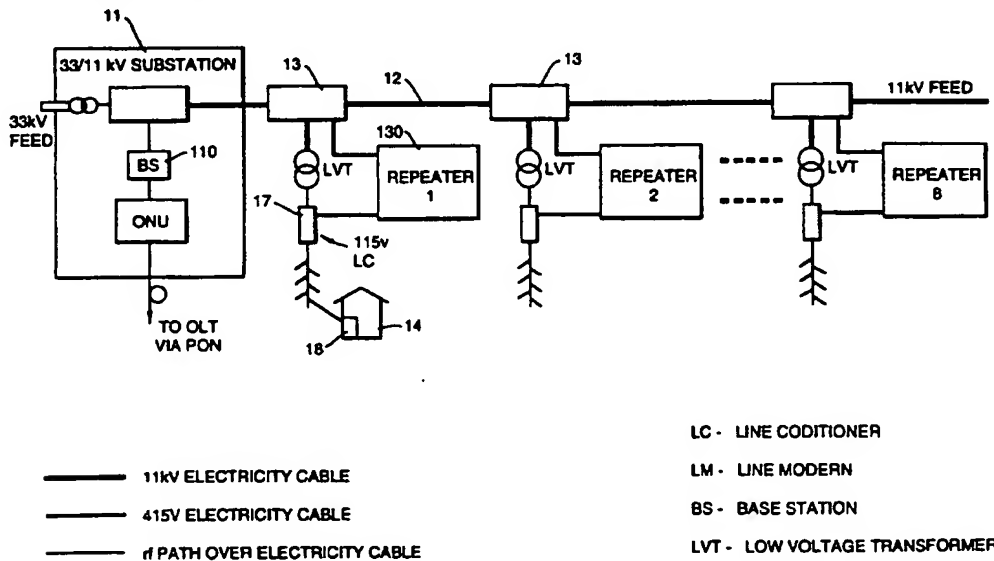 11
33/11 kV SUBSTATION
33kV
FEED
BS
110
ONU
TO OLT
VIA PON
13
12
13
11kV FEED
LVT
130
REPEATER
1
17
115v
LC
18
14
LVT
REPEATER
2
LVT
REPEATER
8
11kV ELECTRICITY CABLE
415V ELECTRICITY CABLE
rf PATH OVER ELECTRICITY CABLE
LC - LINE CODITIONER
LM - LINE MODERN
BS - BASE STATION
LVT - LOW VOLTAGE TRANSFORMER